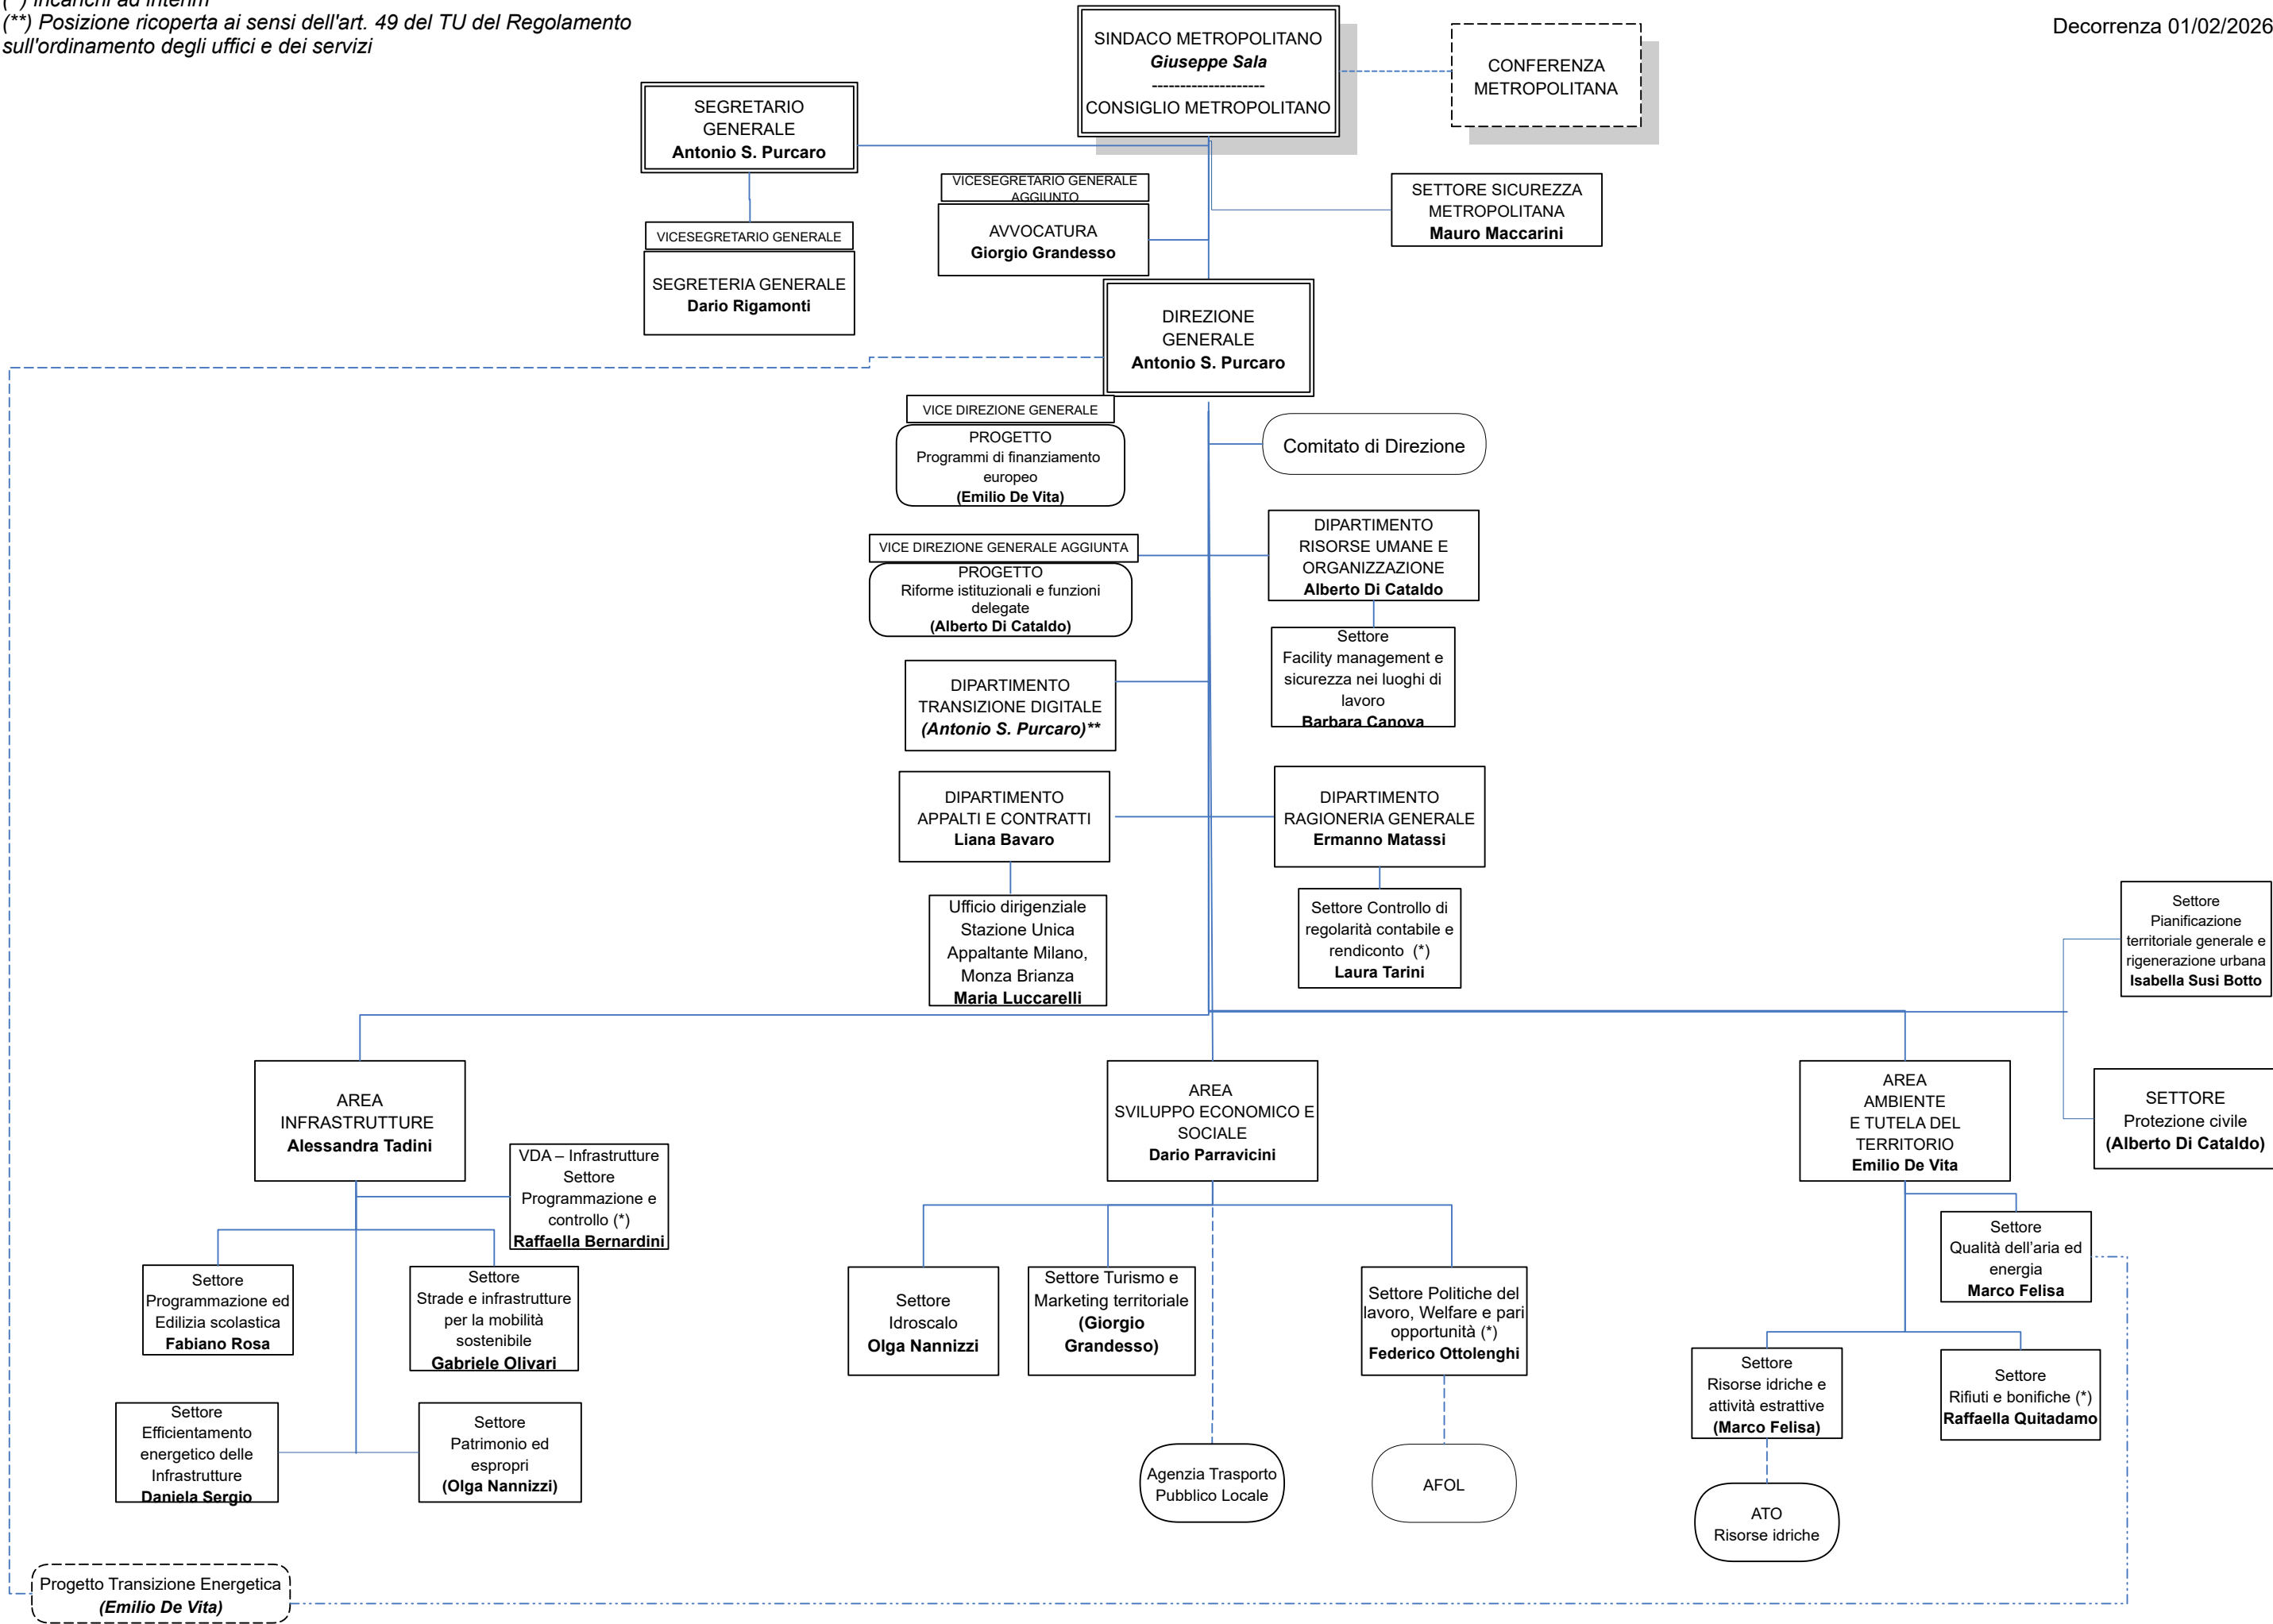 (*) Incarichi ad interim
(**) Posizione ricoperta ai sensi dell'art. 49 del TU del Regolamento
sull'ordinamento degli uffici e dei servizi
Decorrenza 01/02/2026
SINDACO METROPOLITANO
Giuseppe Sala
--------------------
CONSIGLIO METROPOLITANO
CONFERENZA
METROPOLITANA
SEGRETARIO
GENERALE
Antonio S. Purcaro
VICESEGRETARIO GENERALE
AGGIUNTO
AVVOCATURA
Giorgio Grandesso
SETTORE SICUREZZA
METROPOLITANA
Mauro Maccarini
VICESEGRETARIO GENERALE
SEGRETERIA GENERALE
Dario Rigamonti
DIREZIONE
GENERALE
Antonio S. Purcaro
VICE DIREZIONE GENERALE
PROGETTO
Programmi di finanziamento
europeo
(Emilio De Vita)
Comitato di Direzione
VICE DIREZIONE GENERALE AGGIUNTA
PROGETTO
Riforme istituzionali e funzioni
delegate
(Alberto Di Cataldo)
DIPARTIMENTO
RISORSE UMANE E
ORGANIZZAZIONE
Alberto Di Cataldo
Settore
Facility management e
sicurezza nei luoghi di
lavoro
Barbara Canova
DIPARTIMENTO
TRANSIZIONE DIGITALE
(Antonio S. Purcaro)**
DIPARTIMENTO
APPALTI E CONTRATTI
Liana Bavaro
DIPARTIMENTO
RAGIONERIA GENERALE
Ermanno Matassi
Ufficio dirigenziale
Stazione Unica
Appaltante Milano,
Monza Brianza
Maria Luccarelli
Settore Controllo di
regolarità contabile e
rendiconto (*)
Laura Tarini
Settore
Pianificazione
territoriale generale e
rigenerazione urbana
Isabella Susi Botto
AREA
INFRASTRUTTURE
Alessandra Tadini
AREA
SVILUPPO ECONOMICO E
SOCIALE
Dario Parravicini
AREA
AMBIENTE
E TUTELA DEL
TERRITORIO
Emilio De Vita
SETTORE
Protezione civile
(Alberto Di Cataldo)
VDA – Infrastrutture
Settore
Programmazione e
controllo (*)
Raffaella Bernardini
Settore
Programmazione ed
Edilizia scolastica
Fabiano Rosa
Settore
Strade e infrastrutture
per la mobilità
sostenibile
Gabriele Olivari
Settore
Efficientamento
energetico delle
Infrastrutture
Daniela Sergio
Settore
Patrimonio ed
espropri
(Olga Nannizzi)
Settore
Idroscalo
Olga Nannizzi
Settore Turismo e
Marketing territoriale
(Giorgio
Grandesso)
Settore Politiche del
lavoro, Welfare e pari
opportunità (*)
Federico Ottolenghi
Agenzia Trasporto
Pubblico Locale
AFOL
Settore
Qualità dell’aria ed
energia
Marco Felisa
Settore
Risorse idriche e
attività estrattive
(Marco Felisa)
Settore
Rifiuti e bonifiche (*)
Raffaella Quitadamo
ATO
Risorse idriche
Progetto Transizione Energetica
(Emilio De Vita)